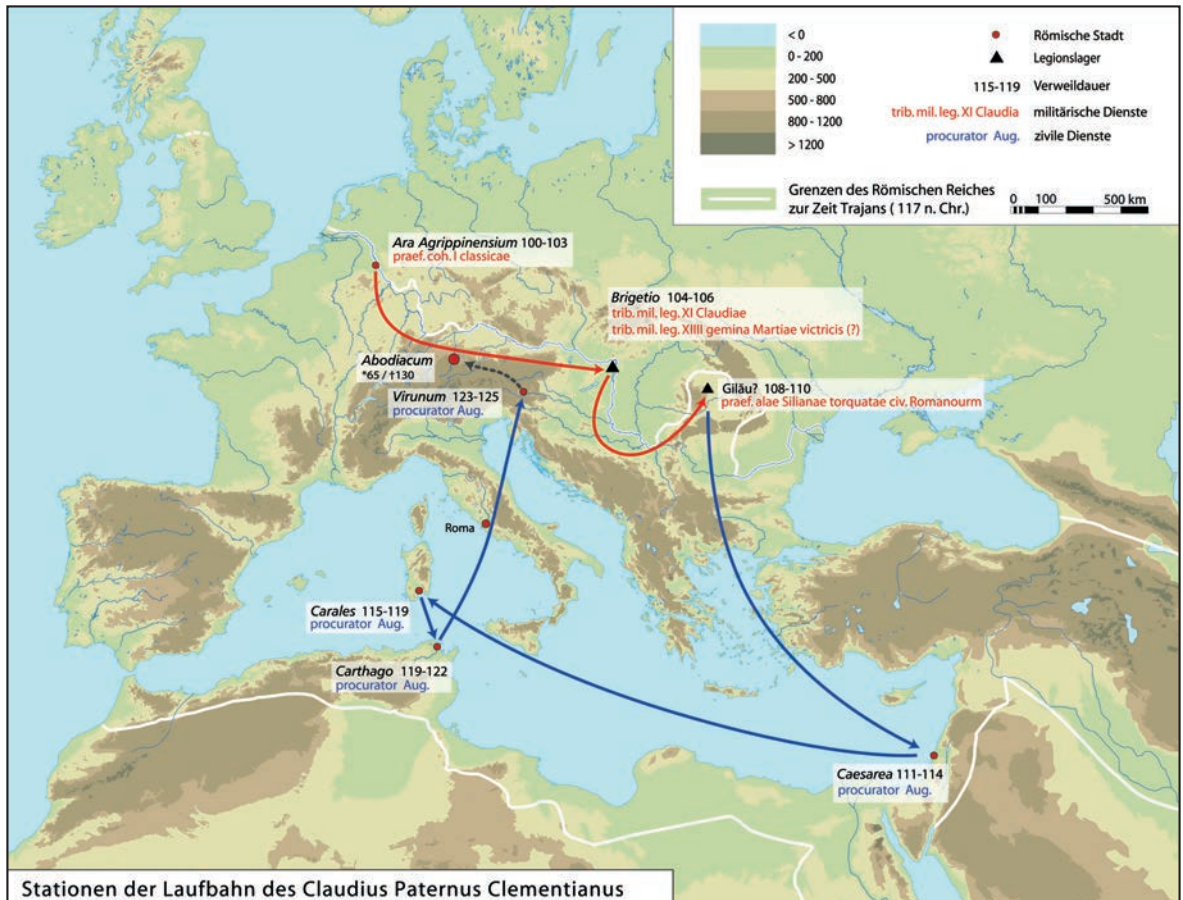 < 0
0 - 200
200 - 500
500 - 800
800 - 1200
> 1200
Römische Stadt
Legionslager
115-119 Verweildauer
trib. mil. leg. XI Claudia militärische Dienste
procurator Aug. zivile Dienste
Grenzen des Römischen Reiches
zur Zeit Trajans ( 117 n. Chr.)
0 100 500 km
Ara Agrippinensium 100-103
praef. coh. I classicae
Brigetio 104-106
trib. mil. leg. XI Claudiae
trib. mil. leg. XIIII gemina Martiae victricis (?)
Abodiacum
*65 / †130
Virunum 123-125
procurator Aug.
Gilău? 108-110
praef. alae Silianae torquatae civ. Romanourm
Roma
Carales 115-119
procurator Aug.
Carthago 119-122
procurator Aug.
Caesarea 111-114
procurator Aug.
Stationen der Laufbahn des Claudius Paternus Clementianus